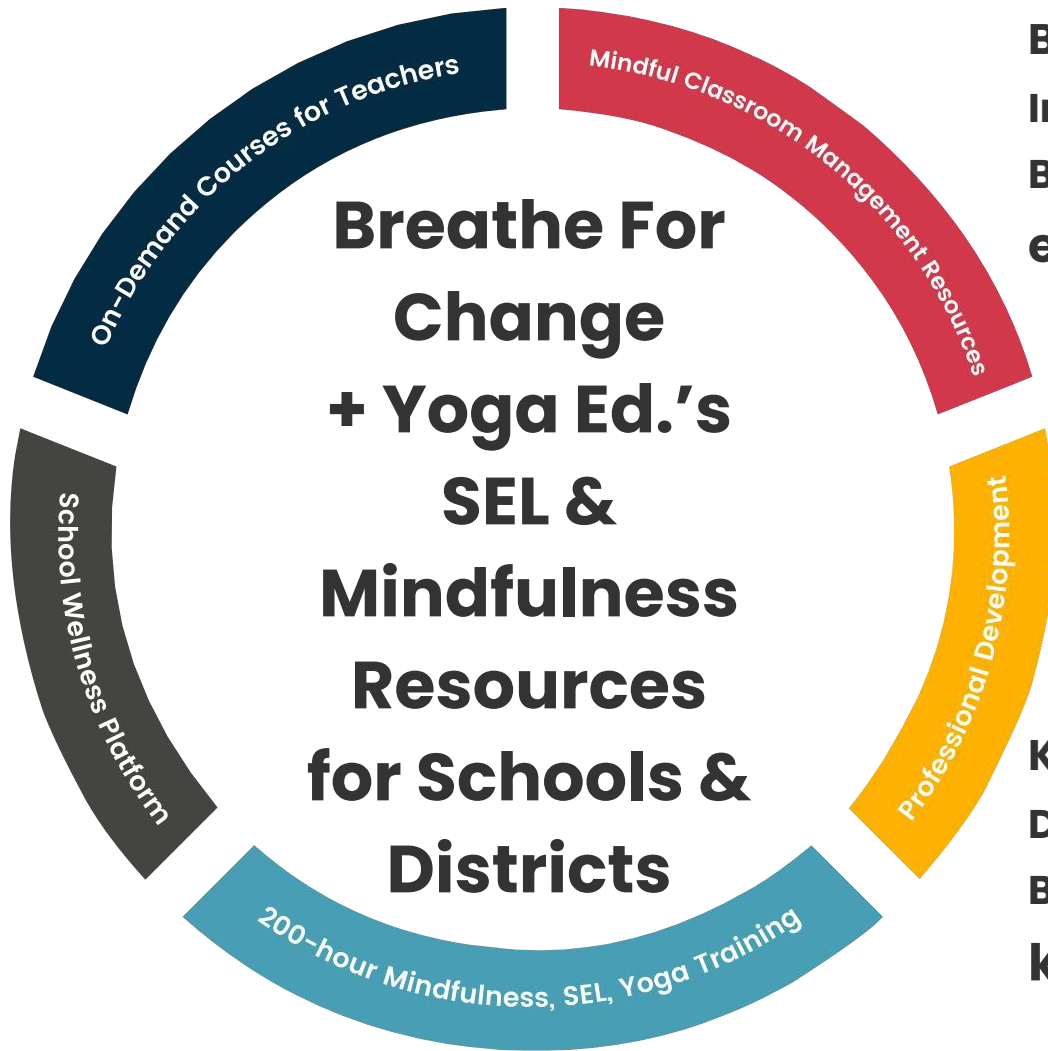 On-Demand Courses for Teachers
Mindful Classroom Management Resources
Breathe For
Change
+ Yoga Ed.’s
SEL &
Mindfulness
Resources
for Schools &
Districts
School Wellness Platform
Professional Development
200-hour Mindfulness, SEL, Yoga Training